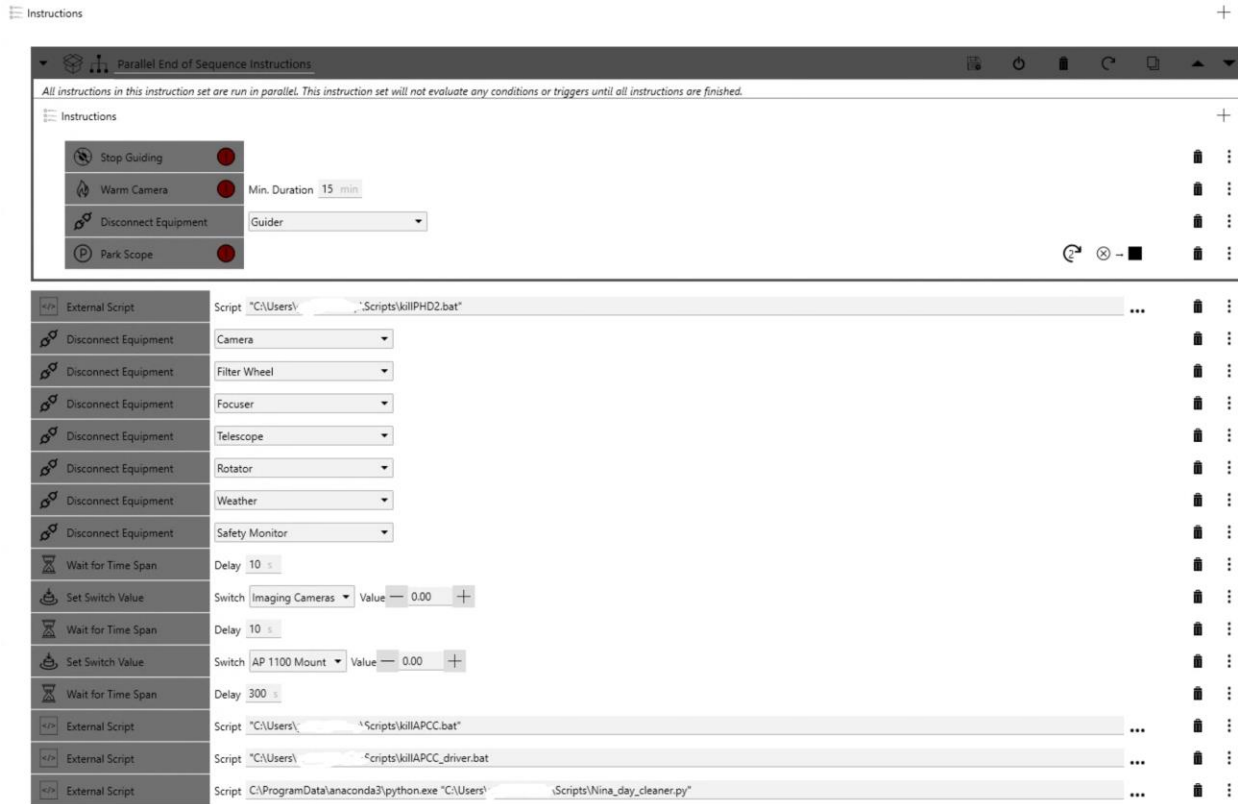 Instructions
Parallel End of Sequence Instructions
All instructions in this instruction set are run in parallel. This instruction set will not evaluate any conditions or triggers until all instructions are finished.
Instructions
Stop Guiding
Warm Camera Min. Duration 15 min
Disconnect Equipment Guider
P Park Scope 2
External Script Script "C:\Users\ Scripts\killPHD2.bat" ...
Disconnect Equipment Camera
Disconnect Equipment Filter Wheel
Disconnect Equipment Focuser
Disconnect Equipment Telescope
Disconnect Equipment Rotator
Disconnect Equipment Weather
Disconnect Equipment Safety Monitor
Wait for Time Span Delay 10 s
Set Switch Value Switch Imaging Cameras Value — 0.00 +
Wait for Time Span Delay 10 s
Set Switch Value Switch AP 1100 Mount Value — 0.00 +
Wait for Time Span Delay 300 s
External Script Script "C:\Users\ \Scripts\killAPCC.bat" ...
External Script Script "C:\Users\ cripts\killAPCC_driver.bat ...
External Script Script C:\ProgramData\anaconda3\python.exe "C:\Users\ \Scripts\Nina_day_cleaner.py" ...